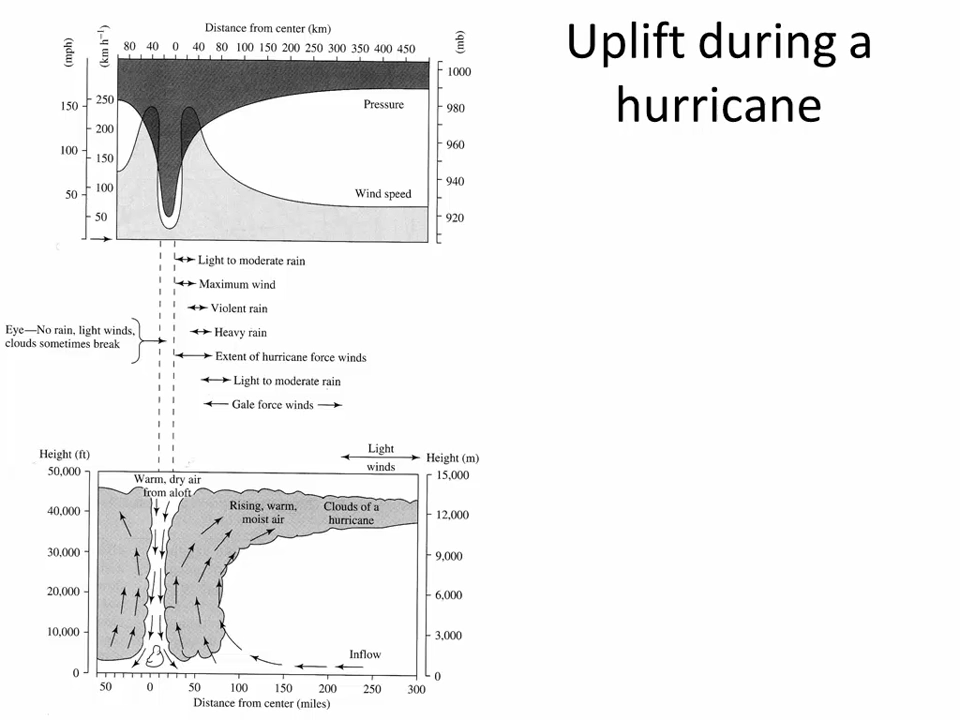 Uplift during a
hurricane
Distance from center (km)
80 40 0 40 80 100 150 200 250 300 350 400 450
(mph)
(km h⁻¹)
(mb)
250
200
150
100
50
150
100
50
1000
980
960
940
920
Pressure
Wind speed
Light to moderate rain
Maximum wind
Violent rain
Heavy rain
Eye—No rain, light winds,
clouds sometimes break
Extent of hurricane force winds
Light to moderate rain
Gale force winds
Light
winds
Height (ft)
Height (m)
50,000
40,000
30,000
20,000
10,000
0
15,000
12,000
9,000
6,000
3,000
0
Warm, dry air
from aloft
Rising, warm,
moist air
Clouds of a
hurricane
Inflow
50 0 50 100 150 200 250 300
Distance from center (miles)